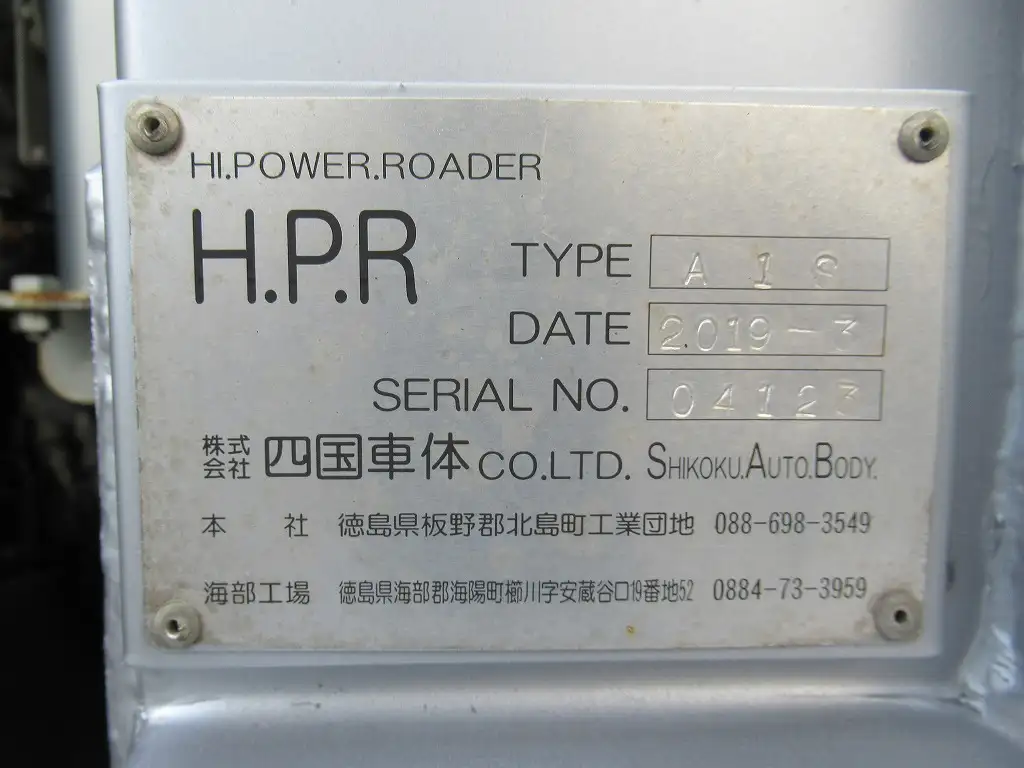 HI.POWER.ROADER
H.P.R
TYPE A 1 S
DATE 2019-3
SERIAL NO. 04123
株式会社 四国車体 CO.LTD. SHIKOKU.AUTO.BODY.
本　社 徳島県板野郡北島町工業団地 088-698-3549
海部工場 徳島県海部郡海陽町櫛川字安蔵谷口19番地52 0884-73-3959